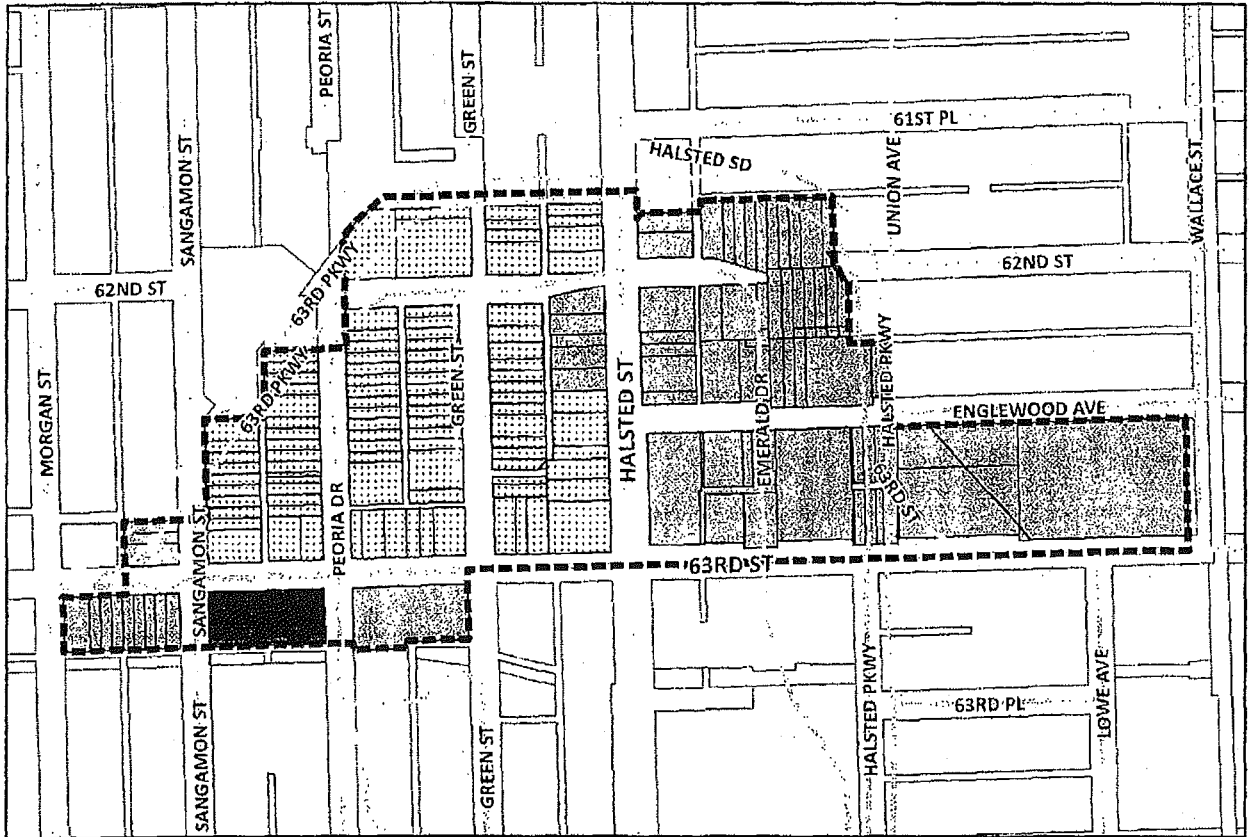 PEORIA ST
GREEN ST
SANGAMON ST
61ST PL
HALSTED SD
UNION AVE
WALLACE ST
62ND ST
63RD PKWY
62ND ST
63RD PKWY
MORGAN ST
GREEN ST
HALSTED ST
EMERALD DR
HALSTED PKWY
ENGLEWOOD AVE
PEORIA DR
63RD ST
SANGAMON ST
63RD ST
SANGAMON ST
GREEN ST
HALSTED PKWY
63RD PL
LOWE AVE